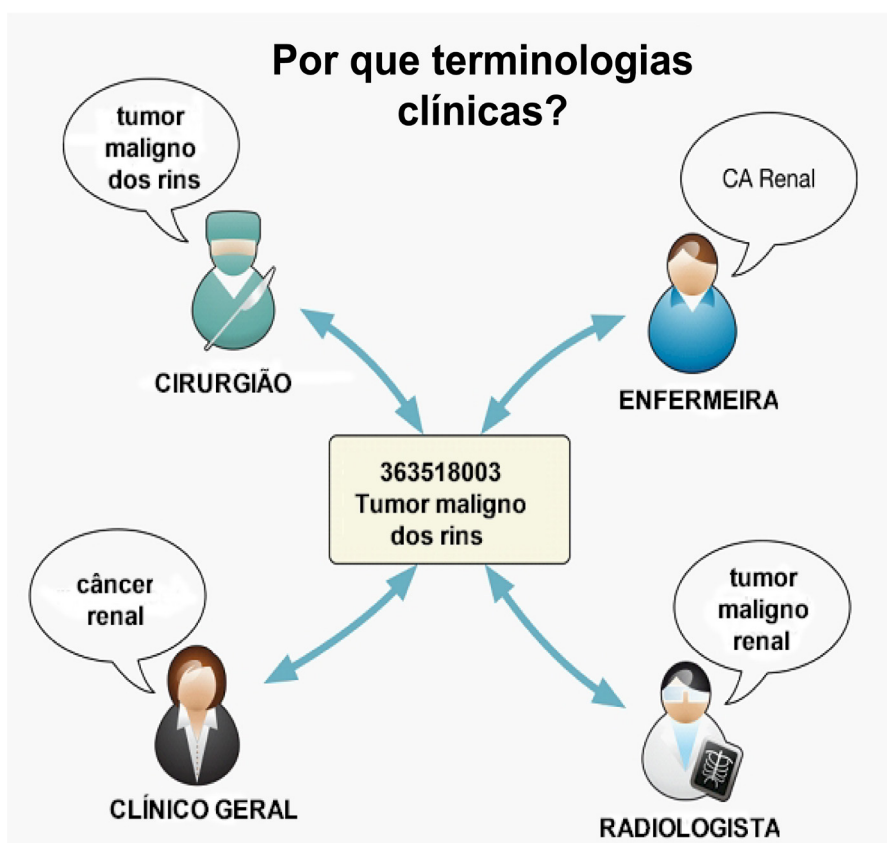 Por que terminologias
clínicas?
tumor
maligno
dos rins
CIRURGIÃO
CA Renal
ENFERMEIRA
363518003
Tumor maligno
dos rins
câncer
renal
CLÍNICO GERAL
tumor
maligno
renal
RADIOLOGISTA